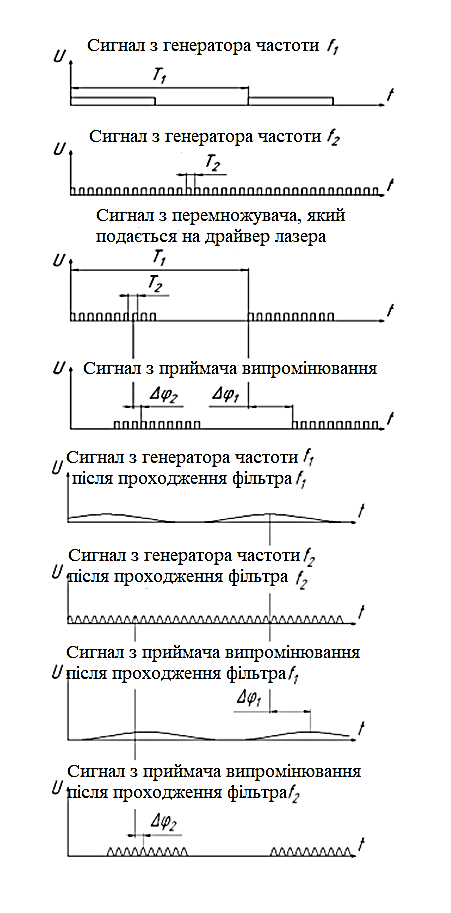 Сигнал з генератора частоти f1
U
T1
t
Сигнал з генератора частоти f2
U
T2
t
Сигнал з перемножувача, який
подається на драйвер лазера
U
T1
t
T2
Сигнал з приймача випромінювання
U
Δφ2
Δφ1
t
Сигнал з генератора частоти f1
U
після проходження фільтра f1
t
Сигнал з генератора частоти f2
U після проходження фільтра f2
t
Сигнал з приймача випромінювання
U після проходження фільтра f1
Δφ1
t
Сигнал з приймача випромінювання
U після проходження фільтра f2
Δφ2
t